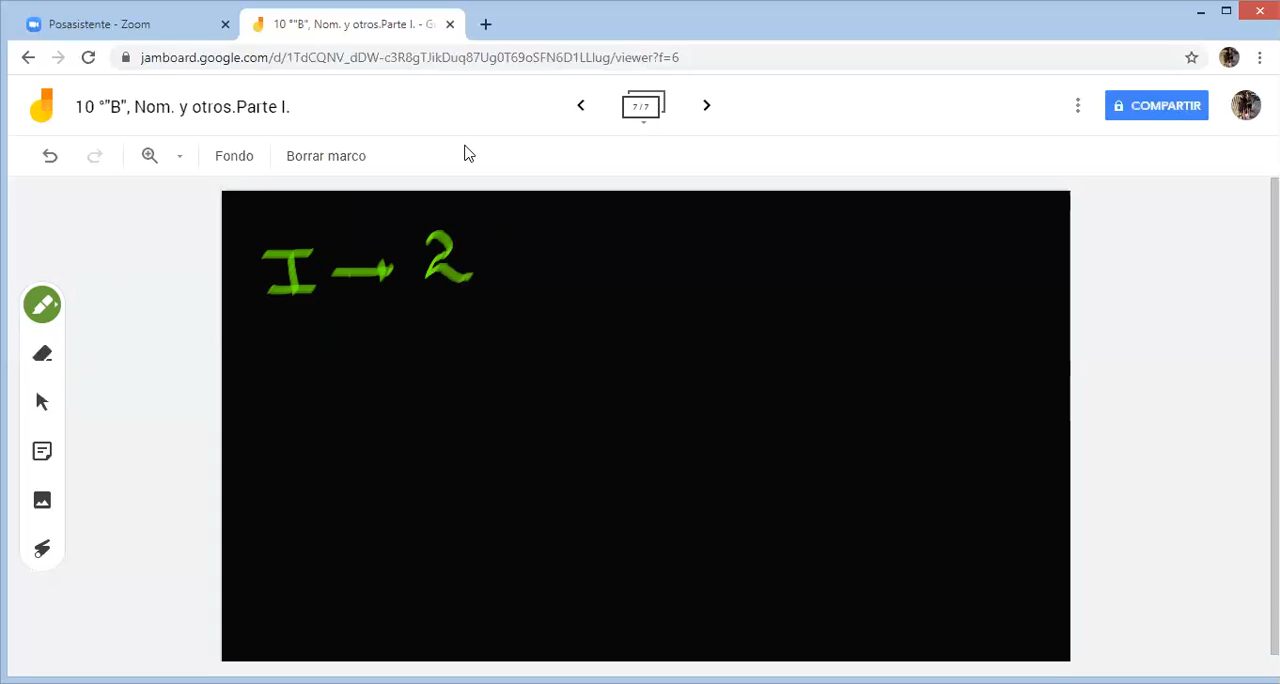 Posasistente - Zoom
10 °"B", Nom. y otros.Parte I. - G
jamboard.google.com/d/1TdCQNV_dDW-c3R8gTJikDuq87Ug0T69oSFN6D1LLlug/viewer?f=6
10 °"B", Nom. y otros.Parte I.
7/7
COMPARTIR
Fondo
Borrar marco
I → 2